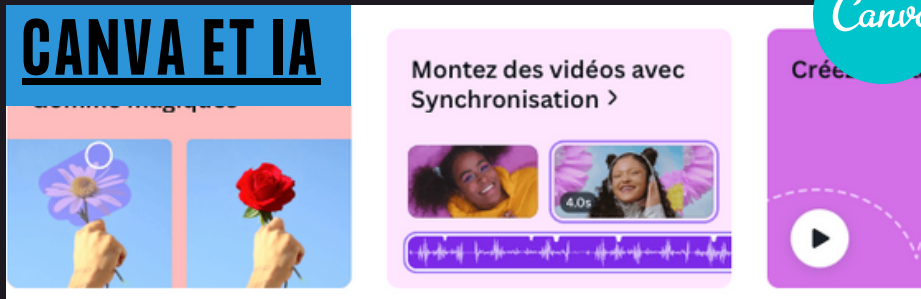 CANVA ET IA
Montez des vidéos avec
Synchronisation >
4.0s
Canva